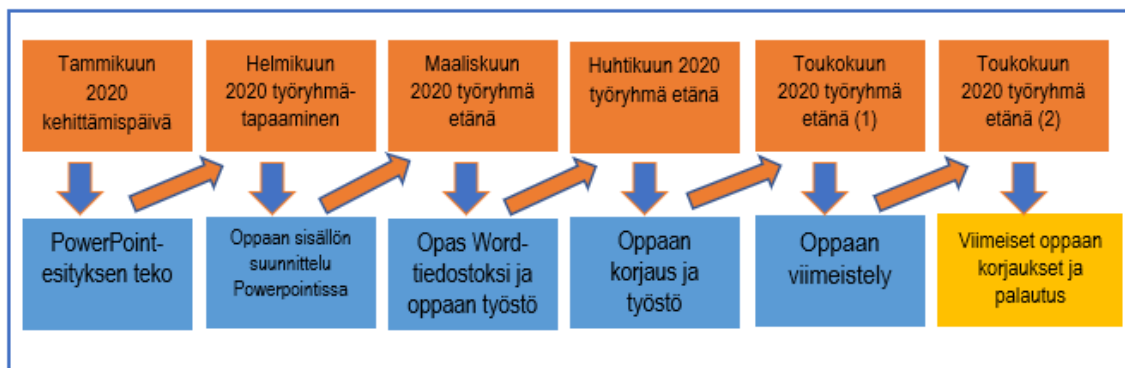 Tammikuun
2020
kehittämispäivä
Helmikuun
2020 työryhmä-
tapaaminen
Maaliskuun
2020 työryhmä
etänä
Huhtikuun 2020
työryhmä etänä
Toukokuun
2020 työryhmä
etänä (1)
Toukokuun
2020 työryhmä
etänä (2)
PowerPoint-
esityksen teko
Oppaan sisällön
suunnittelu
Powerpointissa
Opas Word-
tiedostoksi ja
oppaan työstö
Oppaan
korjaus ja
työstö
Oppaan
viimeistely
Viimeiset oppaan
korjaukset ja
palautus